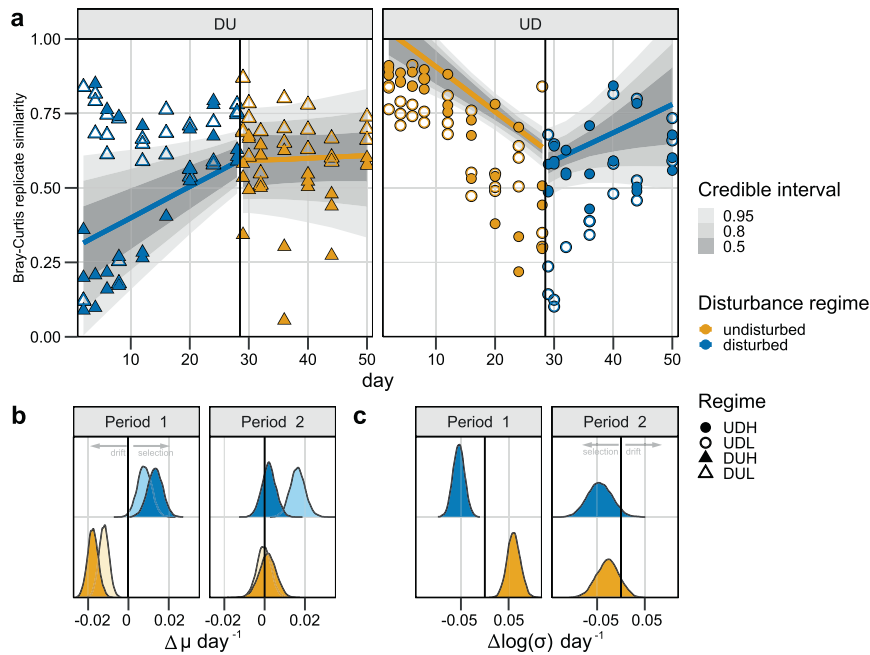 a
DU
UD
Bray-Curtis replicate similarity
1.00
0.75
0.50
0.25
0.00
10 20 30 40 50
10 20 30 40 50
day
Credible interval
0.95
0.8
0.5
Disturbance regime
undisturbed
disturbed
Regime
UDH
UDL
DUH
DUL
b
Period 1
Period 2
drift selection
-0.02 0 0.02
-0.02 0 0.02
Δ μ day⁻¹
c
Period 1
Period 2
selection drift
-0.05 0.05
-0.05 0.05
Δlog(σ) day⁻¹